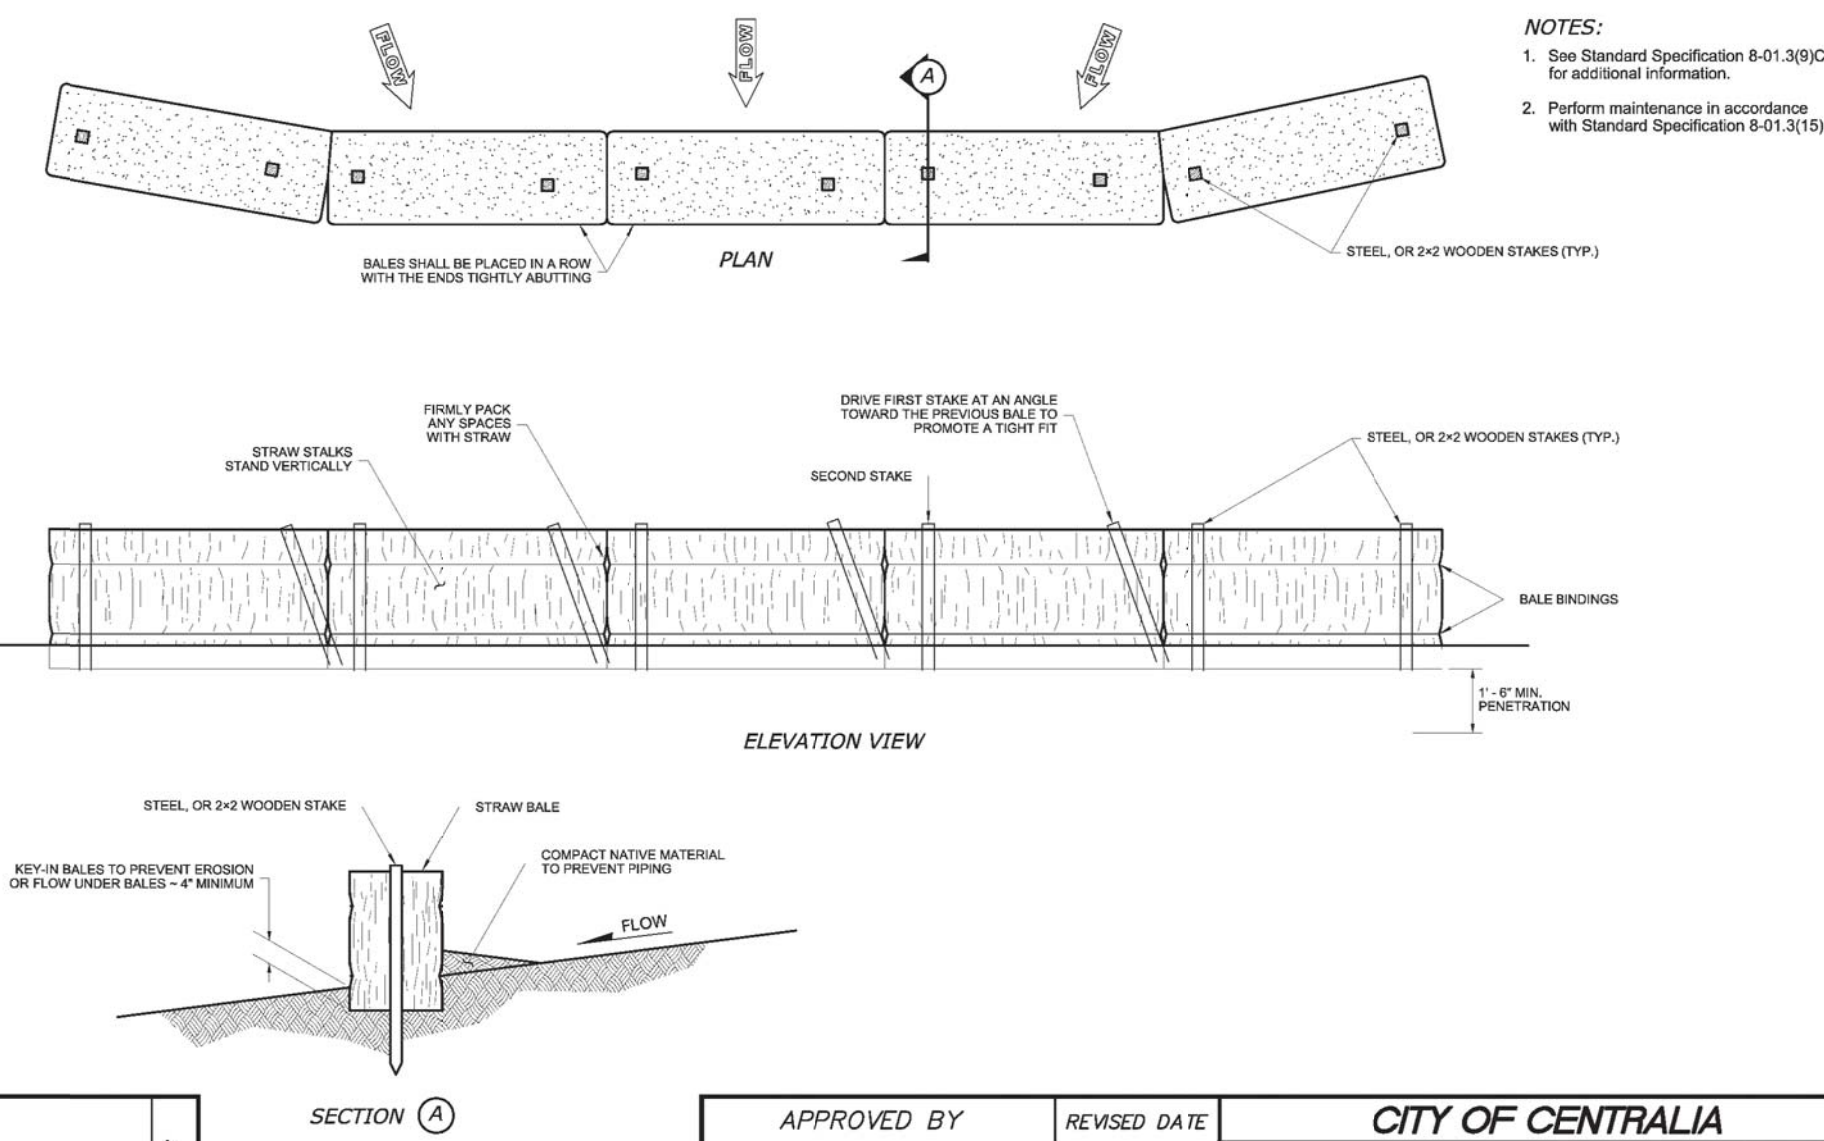 FLOW
FLOW
FLOW
A
NOTES:
1. See Standard Specification 8-01.3(9)C
for additional information.
2. Perform maintenance in accordance
with Standard Specification 8-01.3(15)
BALES SHALL BE PLACED IN A ROW
WITH THE ENDS TIGHTLY ABUTTING
PLAN
STEEL, OR 2×2 WOODEN STAKES (TYP.)
FIRMLY PACK
ANY SPACES
WITH STRAW
STRAW STALKS
STAND VERTICALLY
DRIVE FIRST STAKE AT AN ANGLE
TOWARD THE PREVIOUS BALE TO
PROMOTE A TIGHT FIT
SECOND STAKE
STEEL, OR 2×2 WOODEN STAKES (TYP.)
BALE BINDINGS
1' - 6" MIN.
PENETRATION
ELEVATION VIEW
STEEL, OR 2×2 WOODEN STAKE
STRAW BALE
KEY-IN BALES TO PREVENT EROSION
OR FLOW UNDER BALES ~ 4" MINIMUM
COMPACT NATIVE MATERIAL
TO PREVENT PIPING
FLOW
SECTION A
APPROVED BY
REVISED DATE
CITY OF CENTRALIA